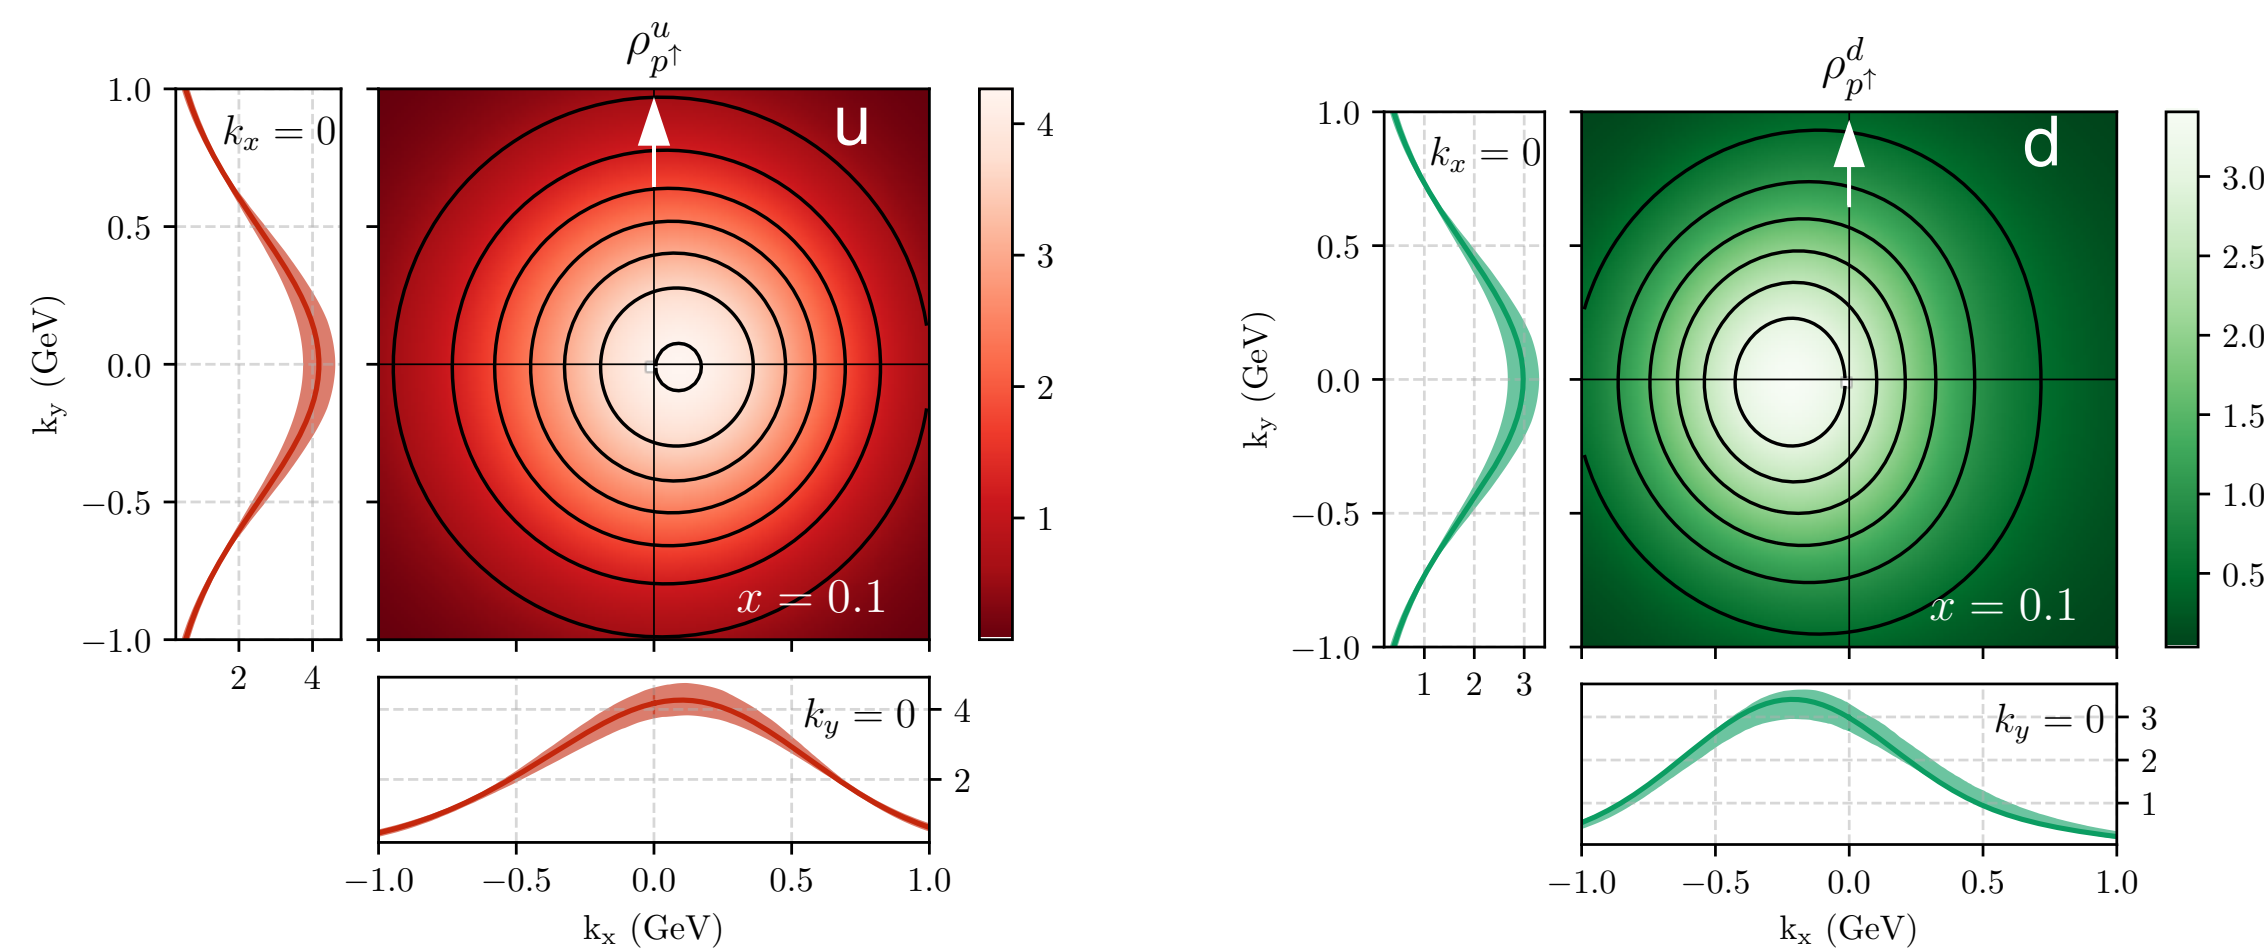 ρ^u_{p↑}
1.0
0.5
0.0
−0.5
−1.0
k_y (GeV)
k_x = 0
2 4
u
x = 0.1
4
3
2
1
k_y = 0
4
2
−1.0 −0.5 0.0 0.5 1.0
k_x (GeV)
ρ^d_{p↑}
1.0
0.5
0.0
−0.5
−1.0
k_y (GeV)
k_x = 0
1 2 3
d
x = 0.1
3.0
2.5
2.0
1.5
1.0
0.5
k_y = 0
3
2
1
−1.0 −0.5 0.0 0.5 1.0
k_x (GeV)